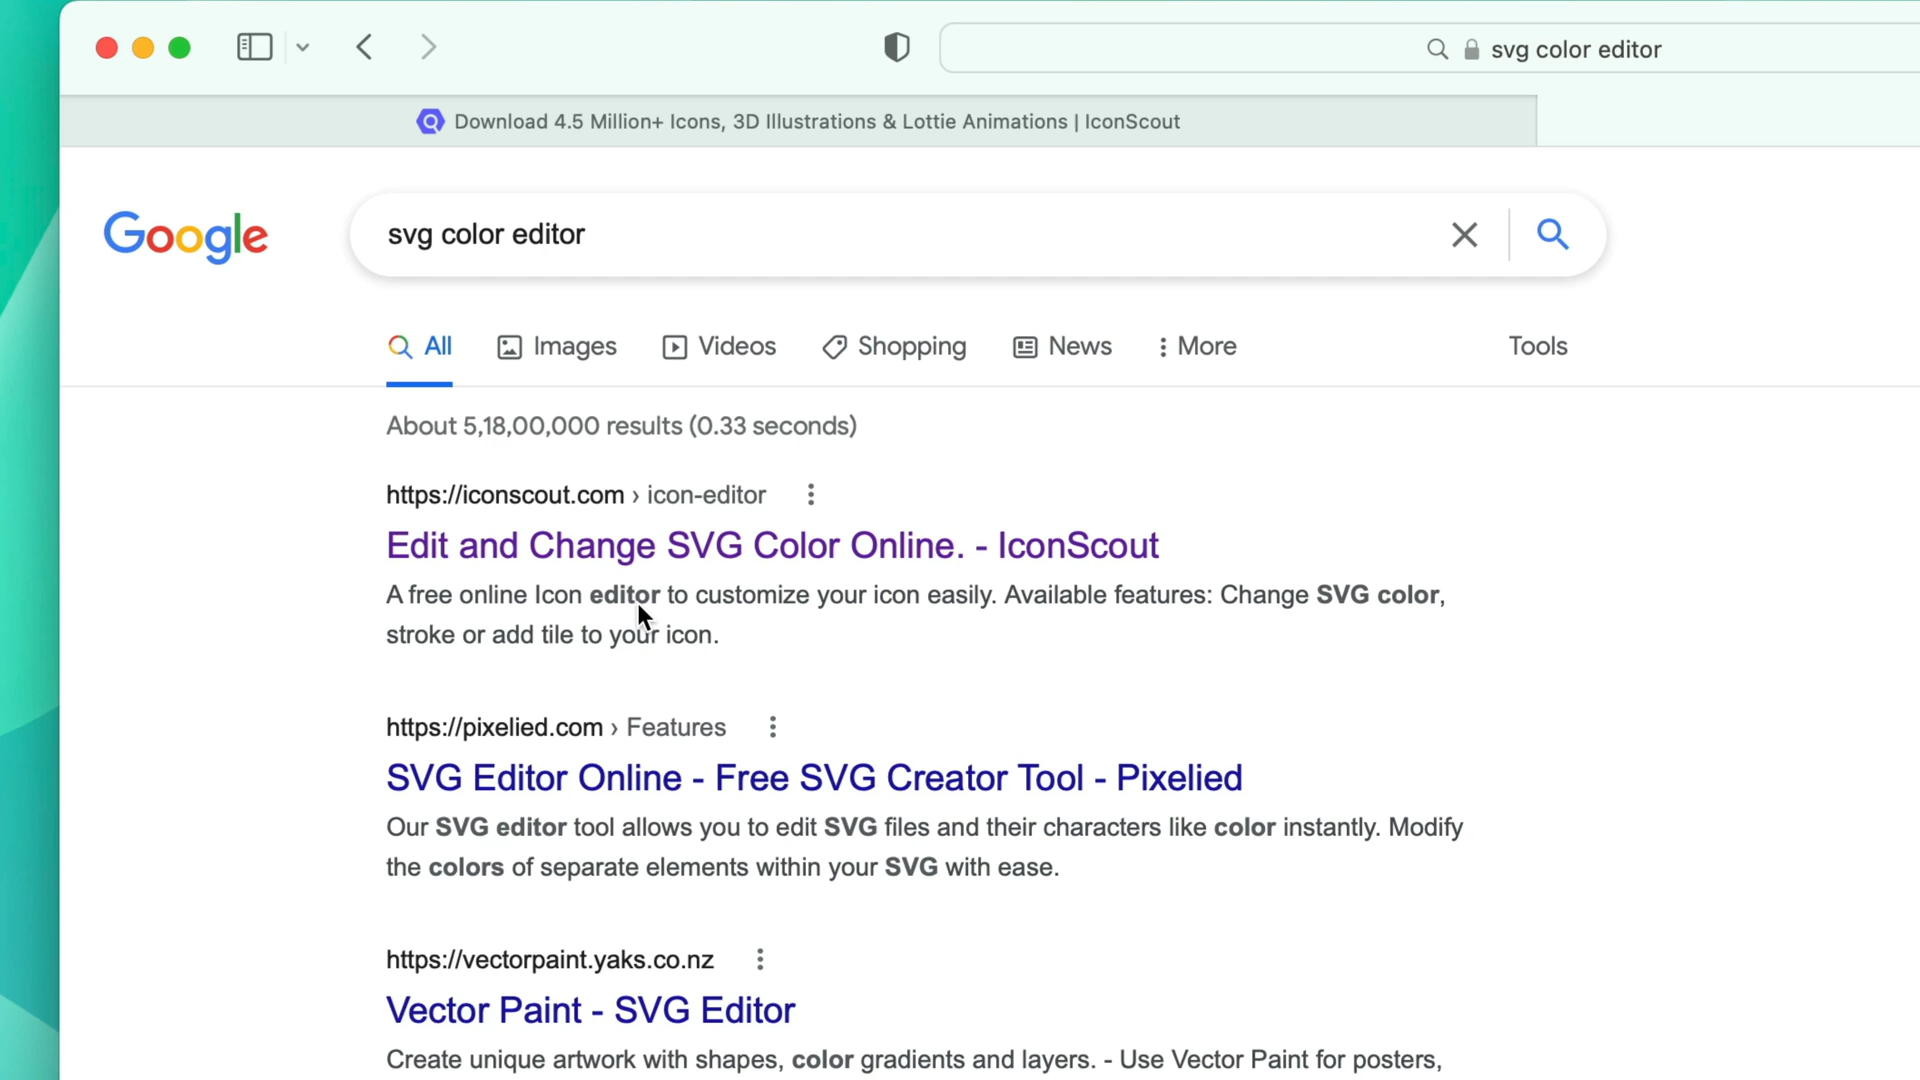 svg color editor
Download 4.5 Million+ Icons, 3D Illustrations & Lottie Animations | IconScout
Google
svg color editor
All Images Videos Shopping News More Tools
About 5,18,00,000 results (0.33 seconds)
https://iconscout.com › icon-editor
Edit and Change SVG Color Online. - IconScout
A free online Icon editor to customize your icon easily. Available features: Change SVG color,
stroke or add tile to your icon.
https://pixelied.com › Features
SVG Editor Online - Free SVG Creator Tool - Pixelied
Our SVG editor tool allows you to edit SVG files and their characters like color instantly. Modify
the colors of separate elements within your SVG with ease.
https://vectorpaint.yaks.co.nz
Vector Paint - SVG Editor
Create unique artwork with shapes, color gradients and layers. - Use Vector Paint for posters,